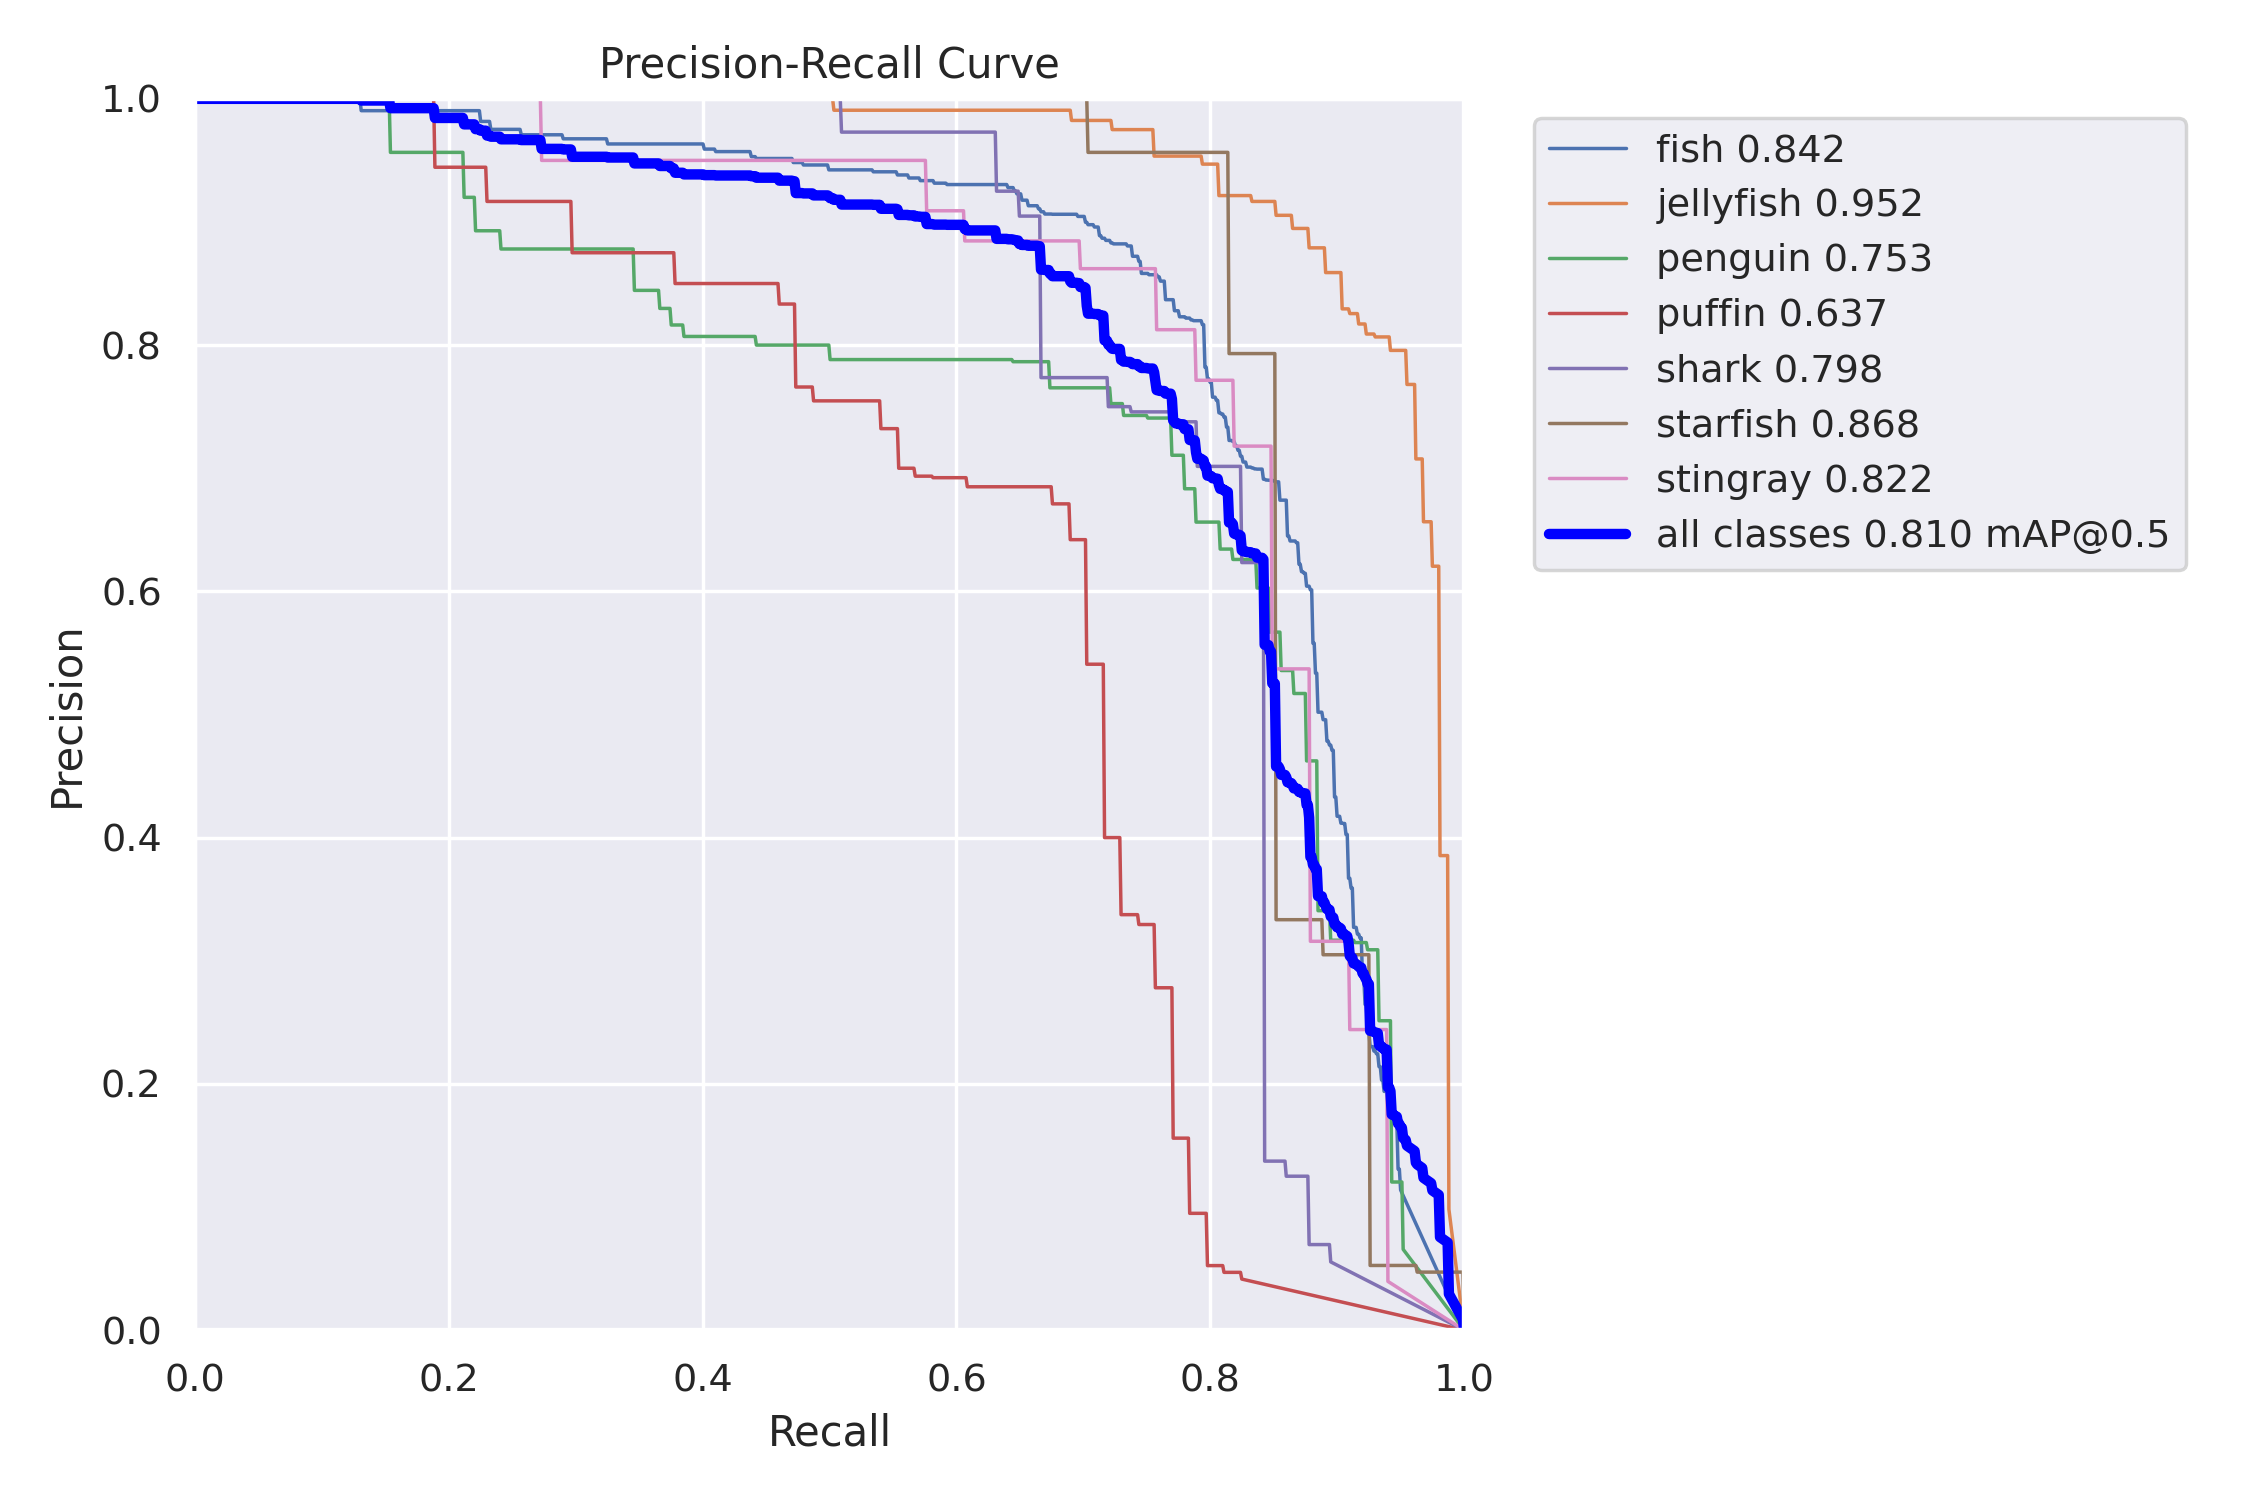 Precision-Recall Curve
1.0
0.8
0.6
0.4
0.2
0.0
Precision
0.0 0.2 0.4 0.6 0.8 1.0
Recall
fish 0.842
jellyfish 0.952
penguin 0.753
puffin 0.637
shark 0.798
starfish 0.868
stingray 0.822
all classes 0.810 mAP@0.5